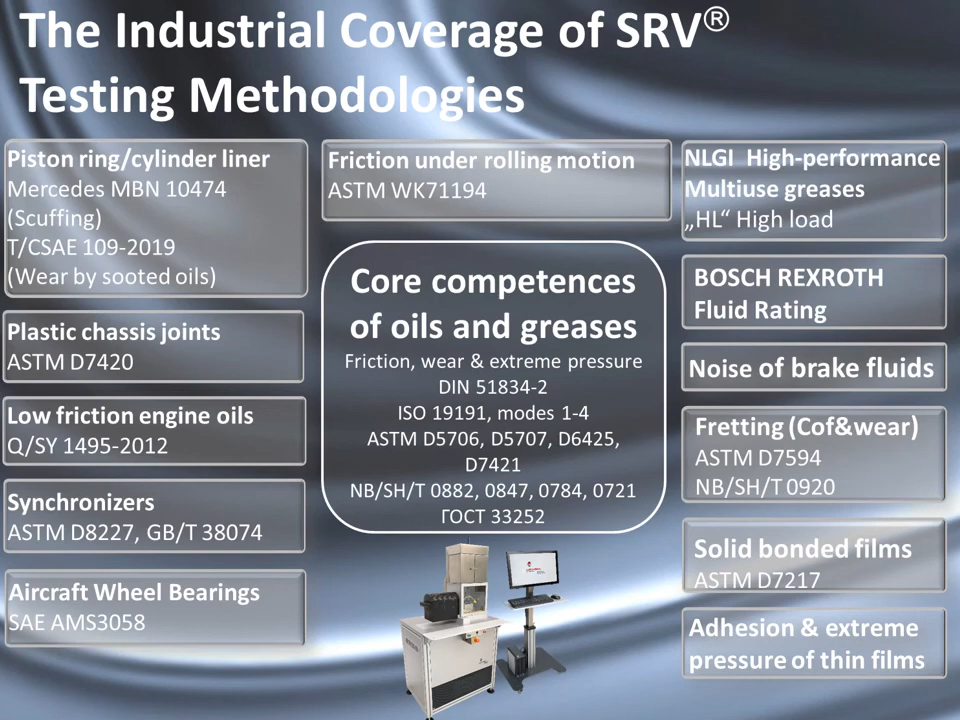 The Industrial Coverage of SRV®
Testing Methodologies
Piston ring/cylinder liner
Mercedes MBN 10474
(Scuffing)
T/CSAE 109-2019
(Wear by sooted oils)
Plastic chassis joints
ASTM D7420
Low friction engine oils
Q/SY 1495-2012
Synchronizers
ASTM D8227, GB/T 38074
Aircraft Wheel Bearings
SAE AMS3058
Friction under rolling motion
ASTM WK71194
Core competences
of oils and greases
Friction, wear & extreme pressure
DIN 51834-2
ISO 19191, modes 1-4
ASTM D5706, D5707, D6425,
D7421
NB/SH/T 0882, 0847, 0784, 0721
ГОСТ 33252
NLGI High-performance
Multiuse greases
„HL“ High load
BOSCH REXROTH
Fluid Rating
Noise of brake fluids
Fretting (Cof&wear)
ASTM D7594
NB/SH/T 0920
Solid bonded films
ASTM D7217
Adhesion & extreme
pressure of thin films